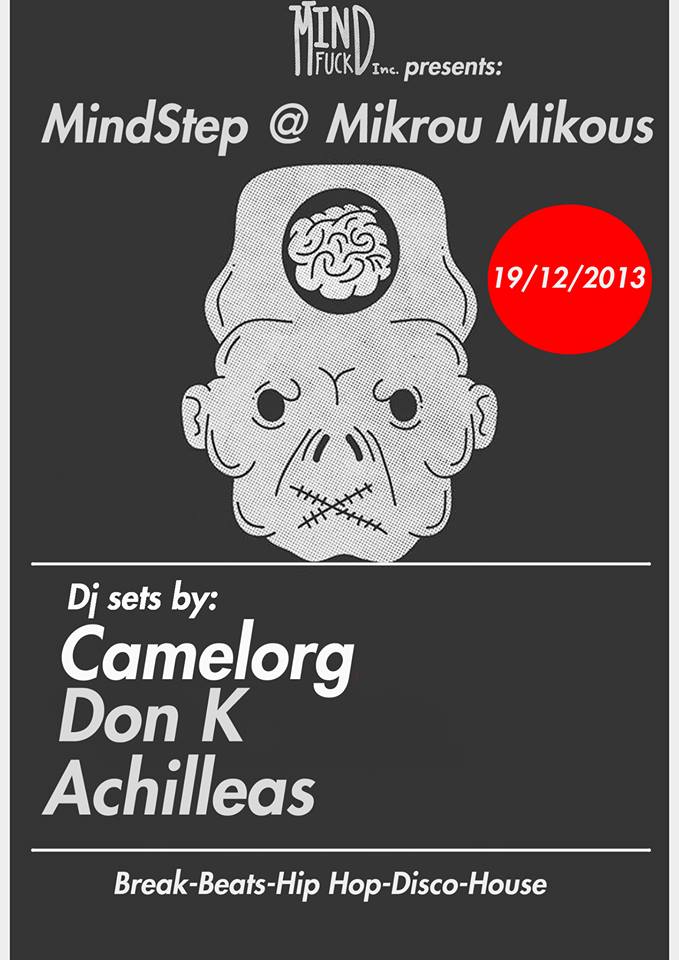 MIND
FUCK Inc. presents:
MindStep @ Mikrou Mikous
19/12/2013
Dj sets by:
Camelorg
Don K
Achilleas
Break-Beats-Hip Hop-Disco-House